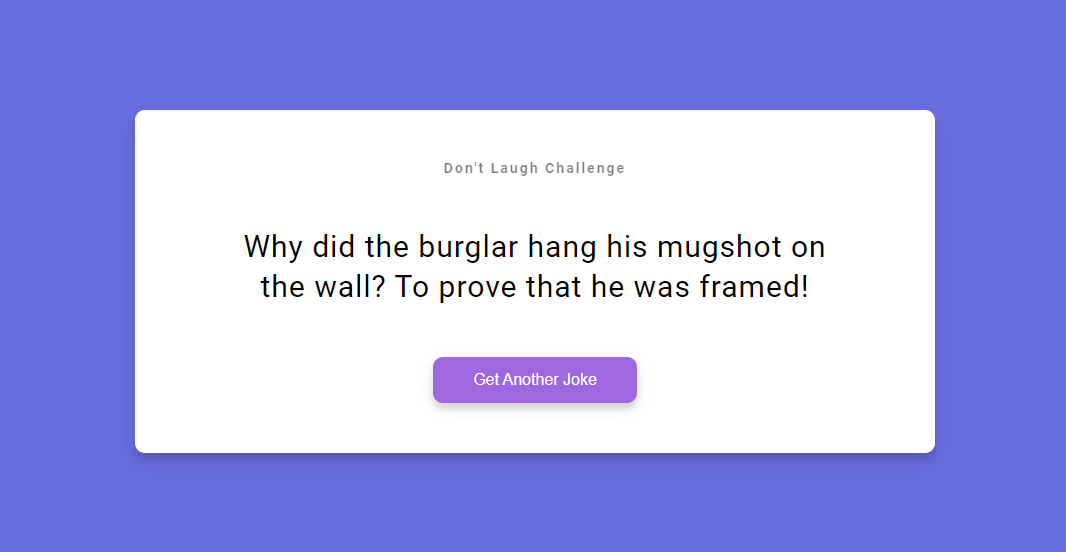 Don't Laugh Challenge
Why did the burglar hang his mugshot on
the wall? To prove that he was framed!
Get Another Joke